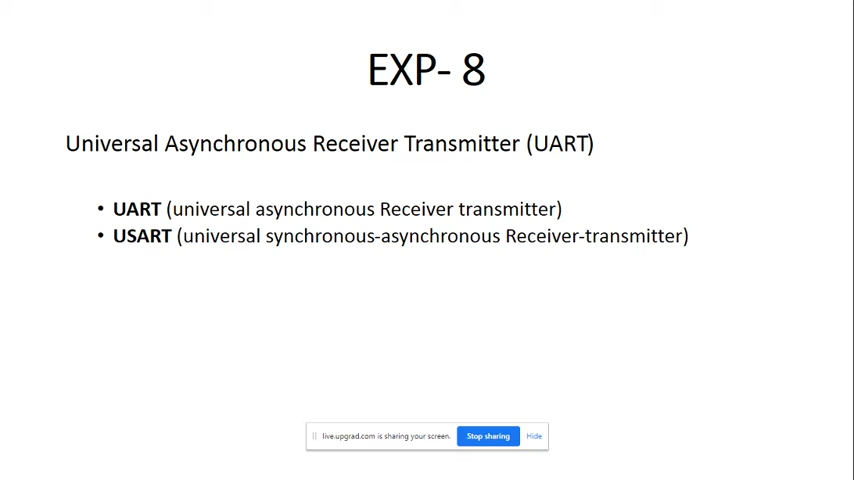 EXP- 8
Universal Asynchronous Receiver Transmitter (UART)
• UART (universal asynchronous Receiver transmitter)
• USART (universal synchronous-asynchronous Receiver-transmitter)
live.upgrad.com is sharing your screen. Stop sharing Hide